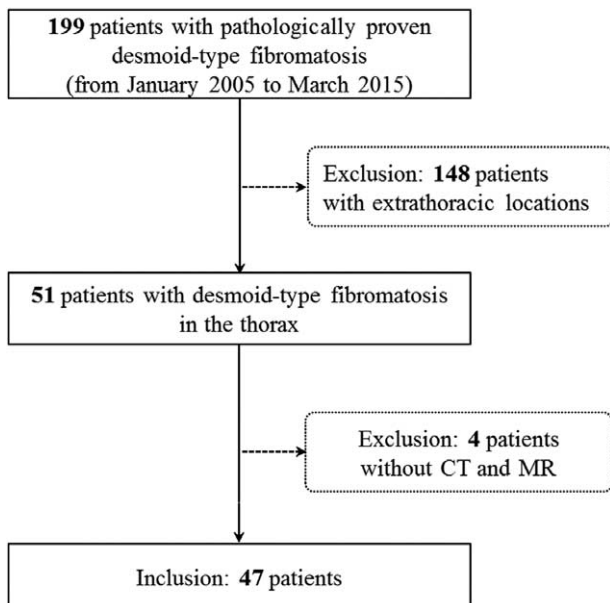 199 patients with pathologically proven
desmoid-type fibromatosis
(from January 2005 to March 2015)
Exclusion: 148 patients
with extrathoracic locations
51 patients with desmoid-type fibromatosis
in the thorax
Exclusion: 4 patients
without CT and MR
Inclusion: 47 patients